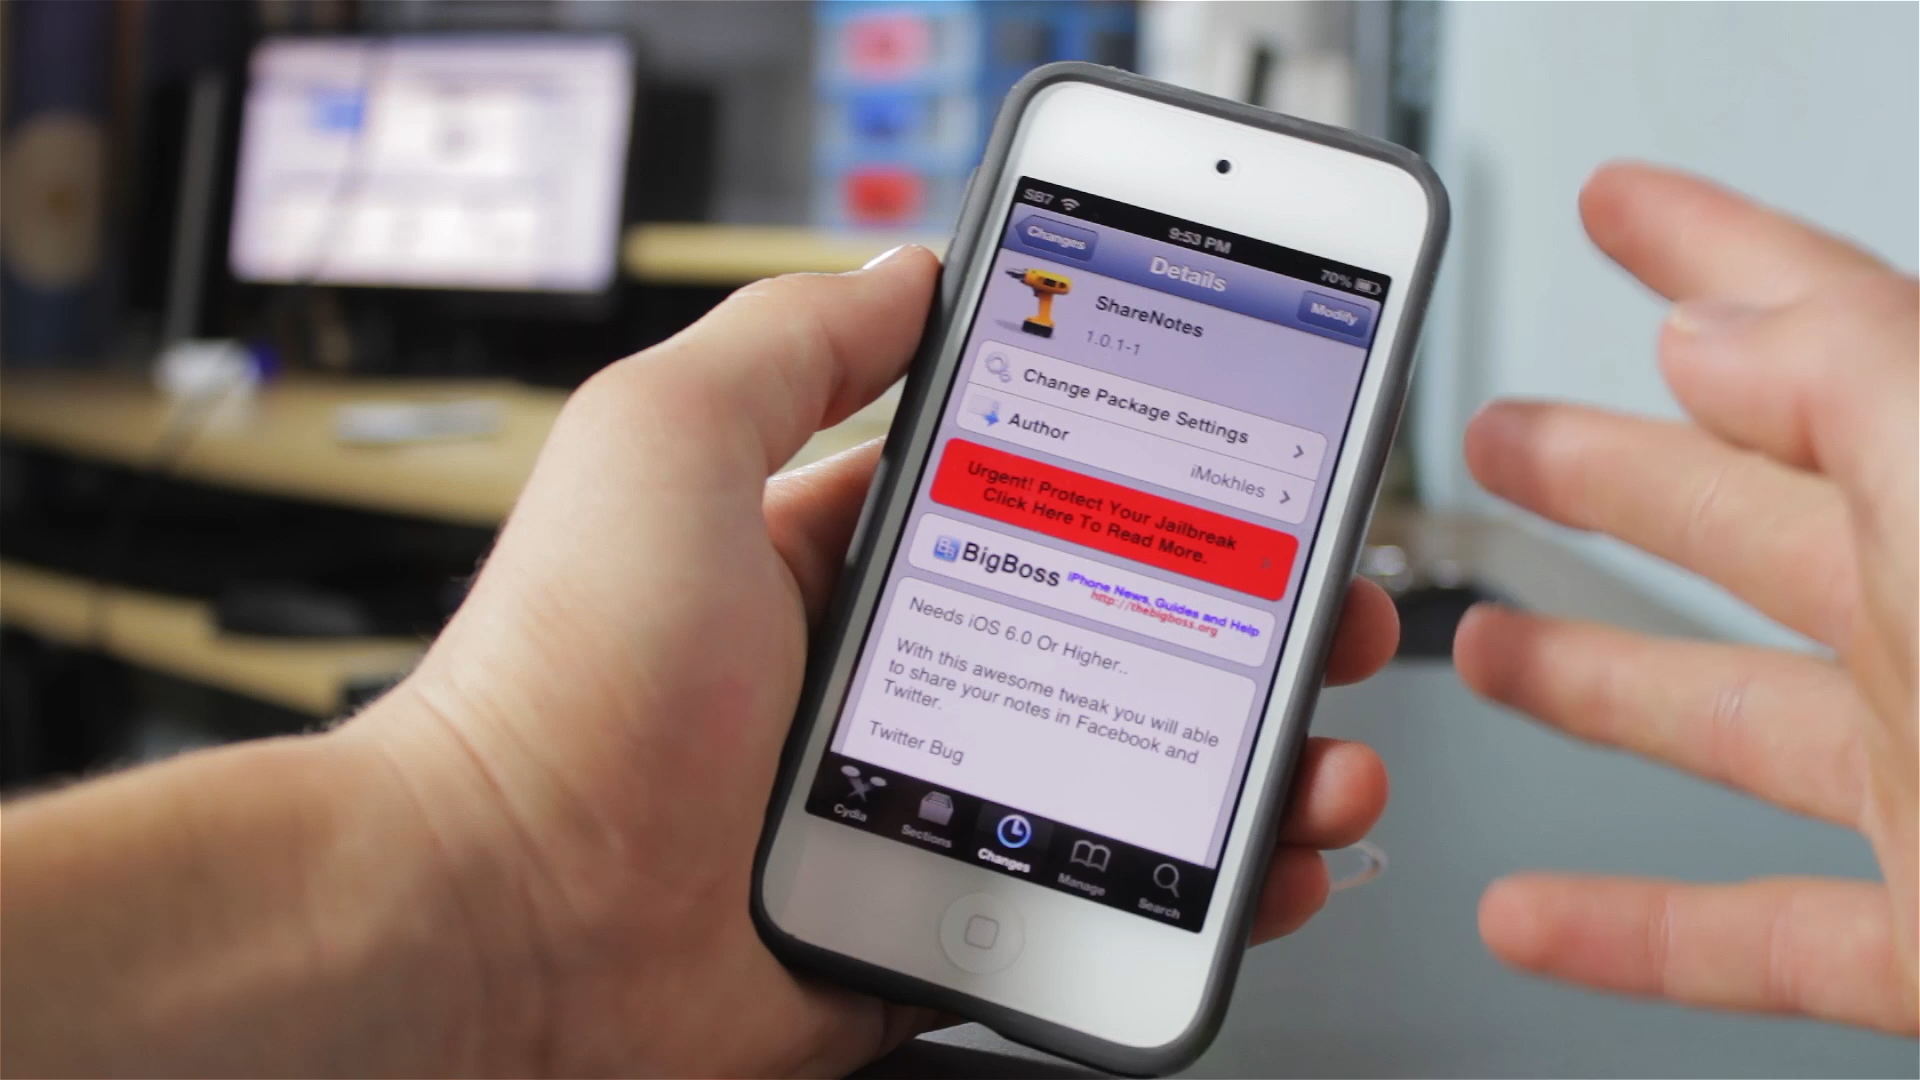 SB7
9:53 PM
70%
Changes
Details
Modify
ShareNotes
1.0.1-1
Change Package Settings
Author
iMokhles
Urgent! Protect Your Jailbreak
Click Here To Read More.
BigBoss
iPhone News, Guides and Help
http://thebigboss.org
Needs iOS 6.0 Or Higher..
With this awesome tweak you will able
to share your notes in Facebook and
Twitter.
Twitter Bug
Cydia
Sections
Changes
Manage
Search